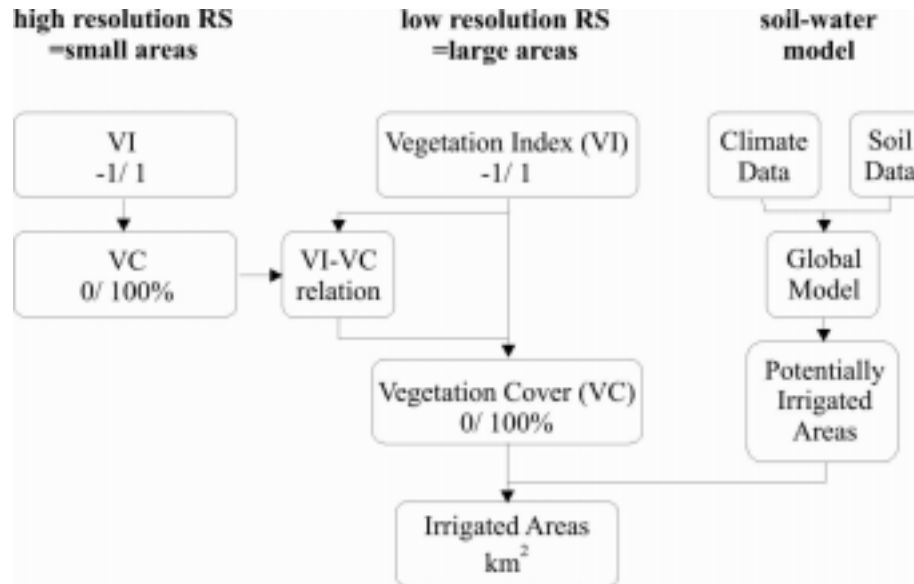 high resolution RS
=small areas
low resolution RS
=large areas
soil-water
model
VI
-1/ 1
Vegetation Index (VI)
-1/ 1
Climate
Data
Soil
Data
VC
0/ 100%
VI-VC
relation
Global
Model
Vegetation Cover (VC)
0/ 100%
Potentially
Irrigated
Areas
Irrigated Areas
km²